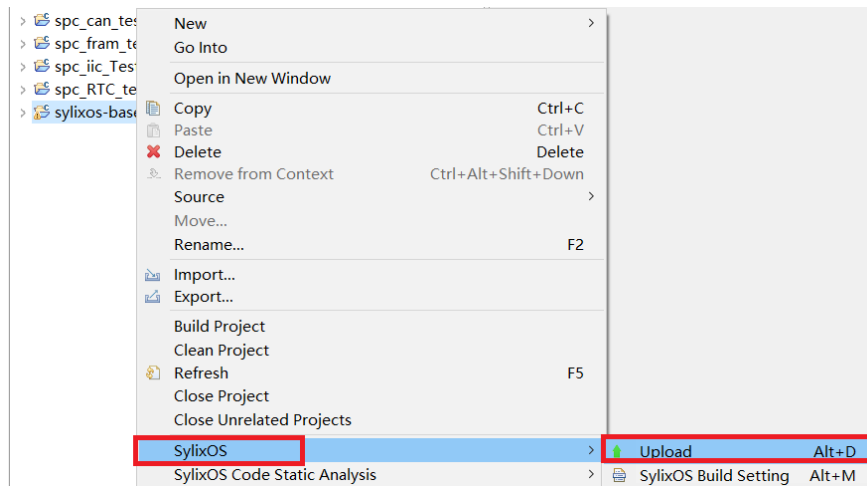 spc_can_tes
New
spc_fram_te
Go Into
spc_iic_Tes
Open in New Window
spc_RTC_te
sylixos-base
Copy Ctrl+C
Paste Ctrl+V
Delete Delete
Remove from Context Ctrl+Alt+Shift+Down
Source
Move...
Rename... F2
Import...
Export...
Build Project
Clean Project
Refresh F5
Close Project
Close Unrelated Projects
SylixOS Upload Alt+D
SylixOS Code Static Analysis SylixOS Build Setting Alt+M